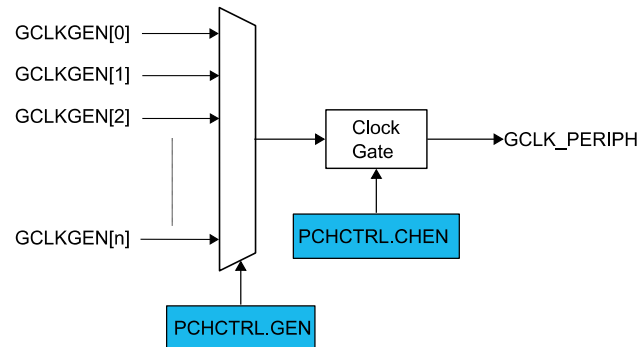 GCLKGEN[0]
GCLKGEN[1]
GCLKGEN[2]
GCLKGEN[n]
Clock
Gate
GCLK_PERIPH
PCHCTRL.CHEN
PCHCTRL.GEN